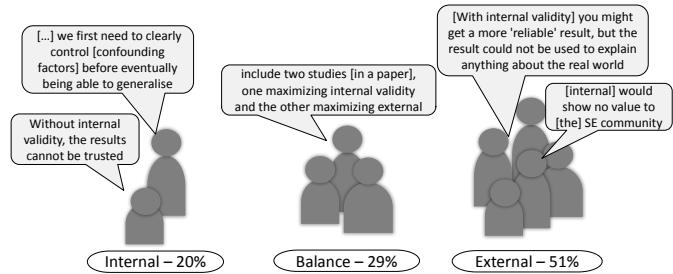 [...] we first need to clearly
control [confounding
factors] before eventually
being able to generalise
Without internal
validity, the results
cannot be trusted
Internal – 20%
include two studies [in a paper],
one maximizing internal validity
and the other maximizing external
Balance – 29%
[With internal validity] you might
get a more 'reliable' result, but the
result could not be used to explain
anything about the real world
[internal] would
show no value to
[the] SE community
External – 51%